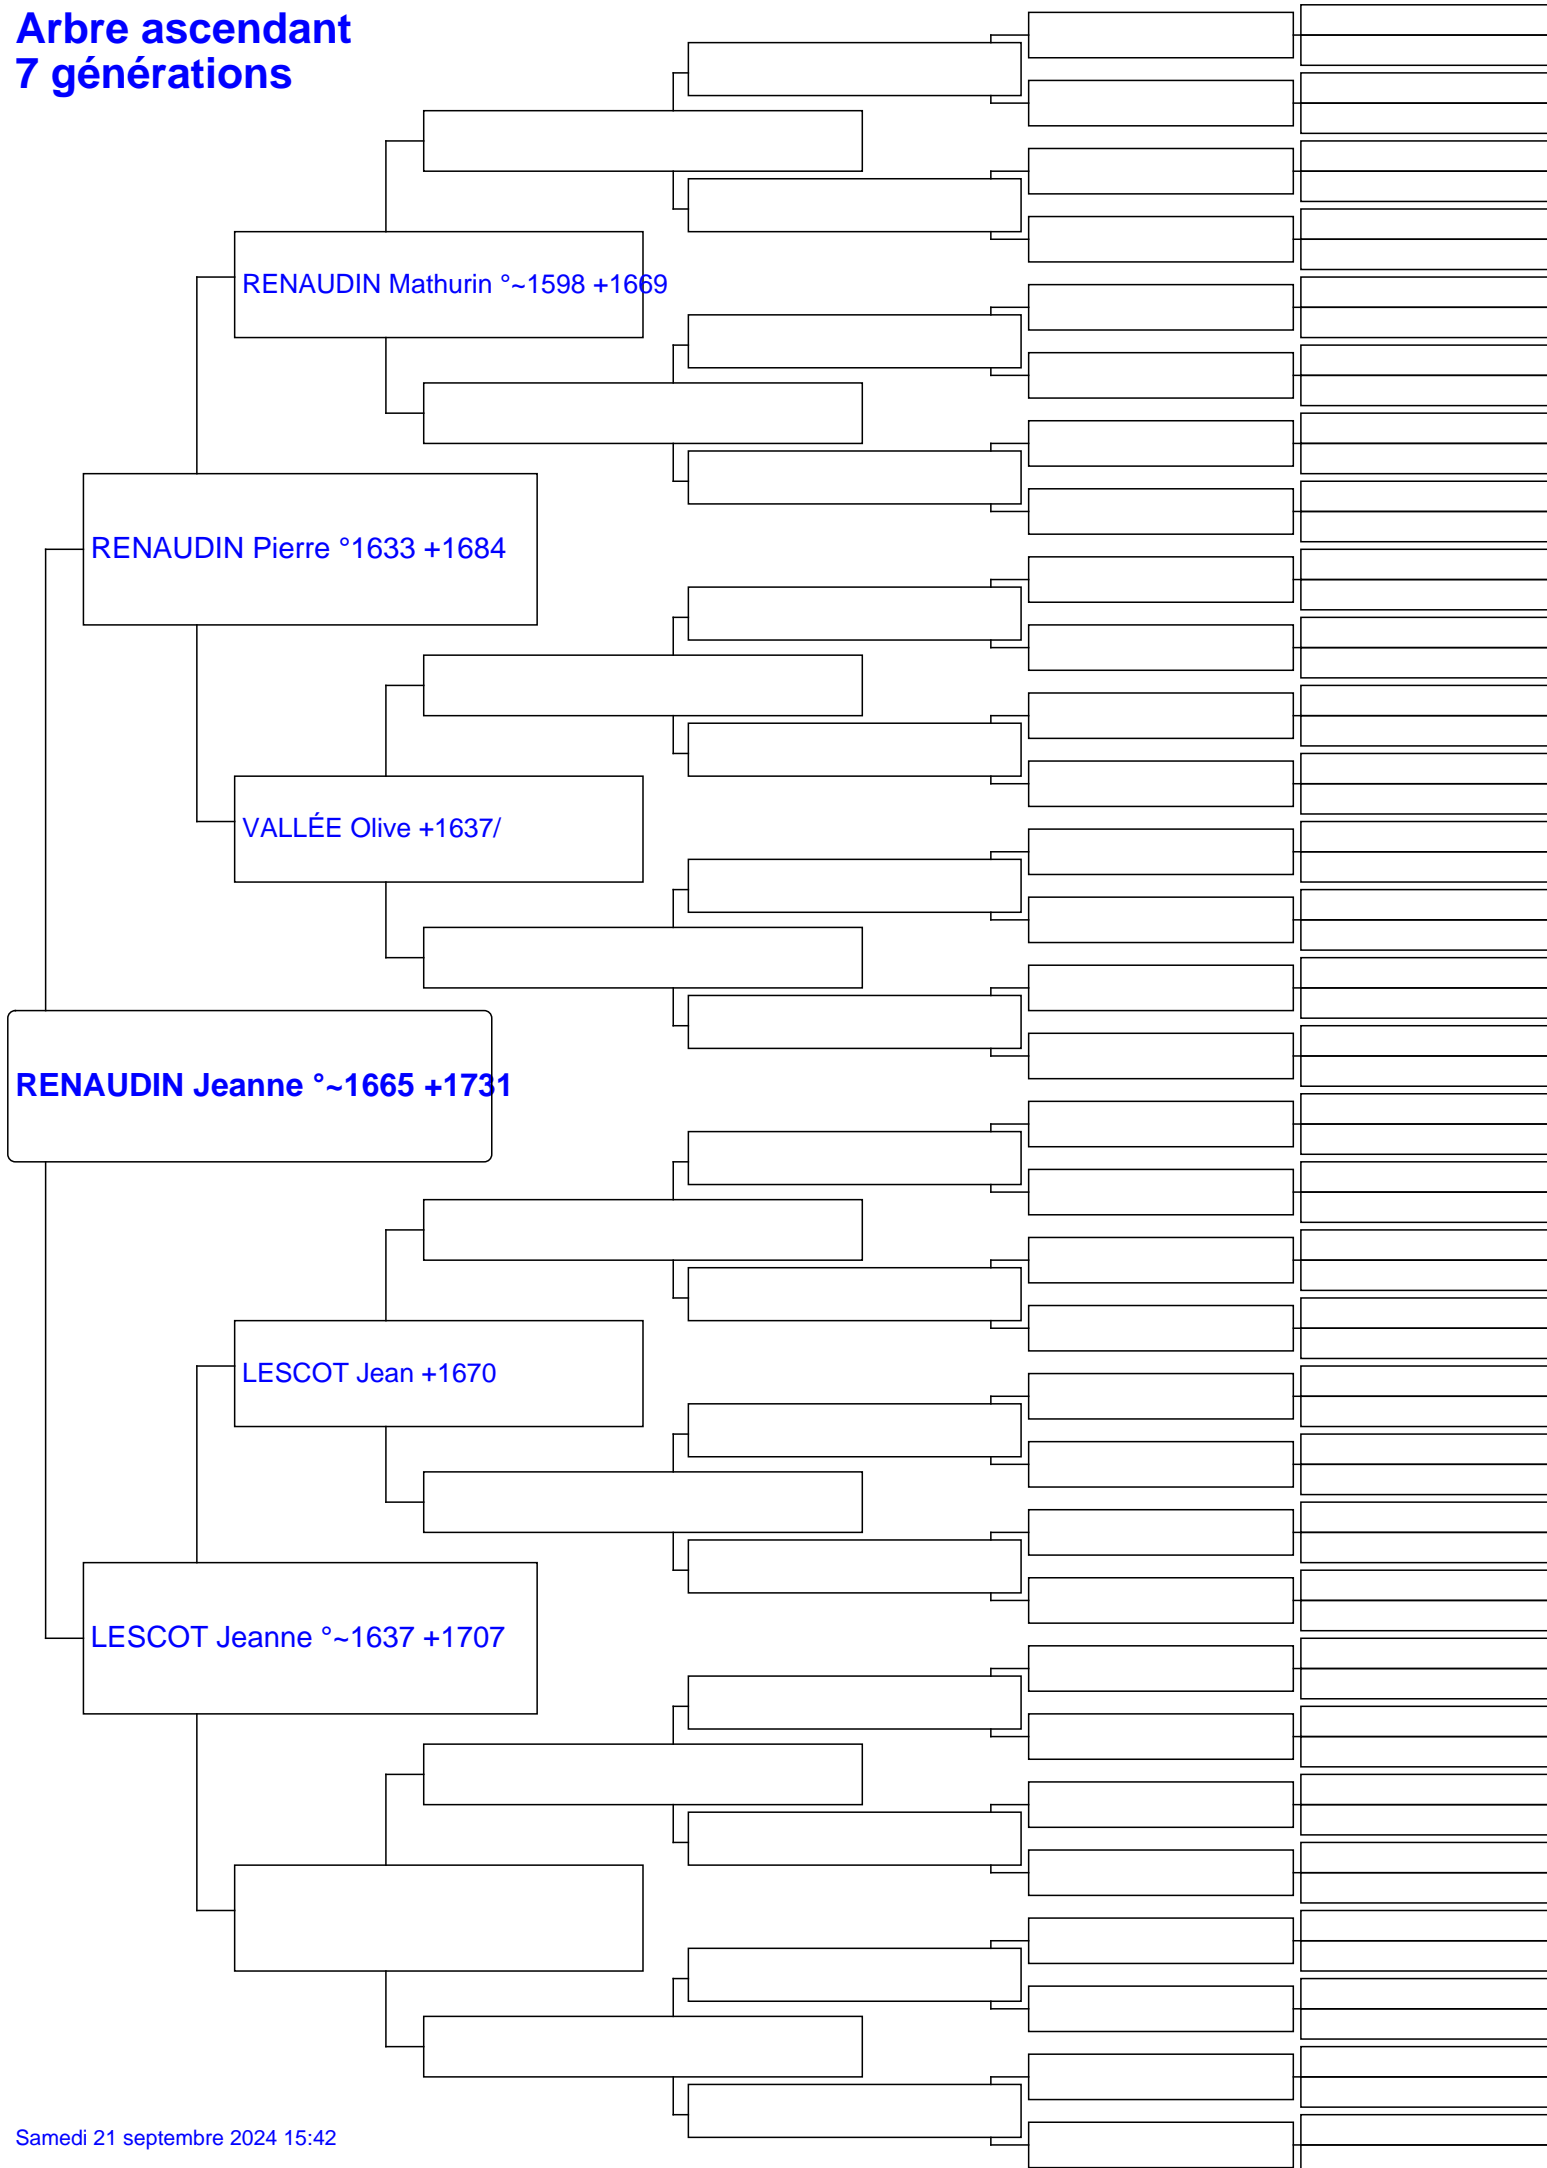 Arbre ascendant
7 générations
RENAUDIN Mathurin °~1598 +1669
RENAUDIN Pierre °1633 +1684
VALLÉE Olive +1637/
RENAUDIN Jeanne °~1665 +1731
LESCOT Jean +1670
LESCOT Jeanne °~1637 +1707
Samedi 21 septembre 2024 15:42